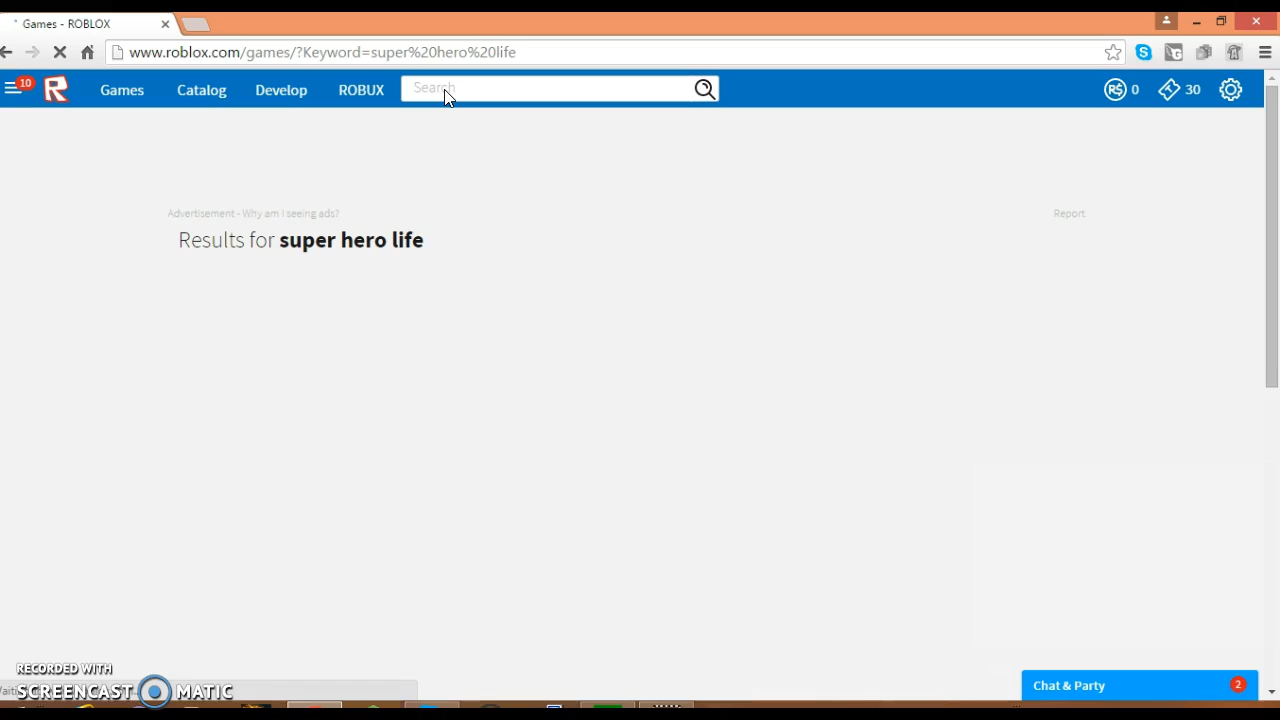 Games - ROBLOX
www.roblox.com/games/?Keyword=super%20hero%20life
10
R
Games
Catalog
Develop
ROBUX
Search
R$ 0
30
Advertisement - Why am I seeing ads?
Report
Results for super hero life
RECORDED WITH
SCREENCAST MATIC
Chat & Party
2